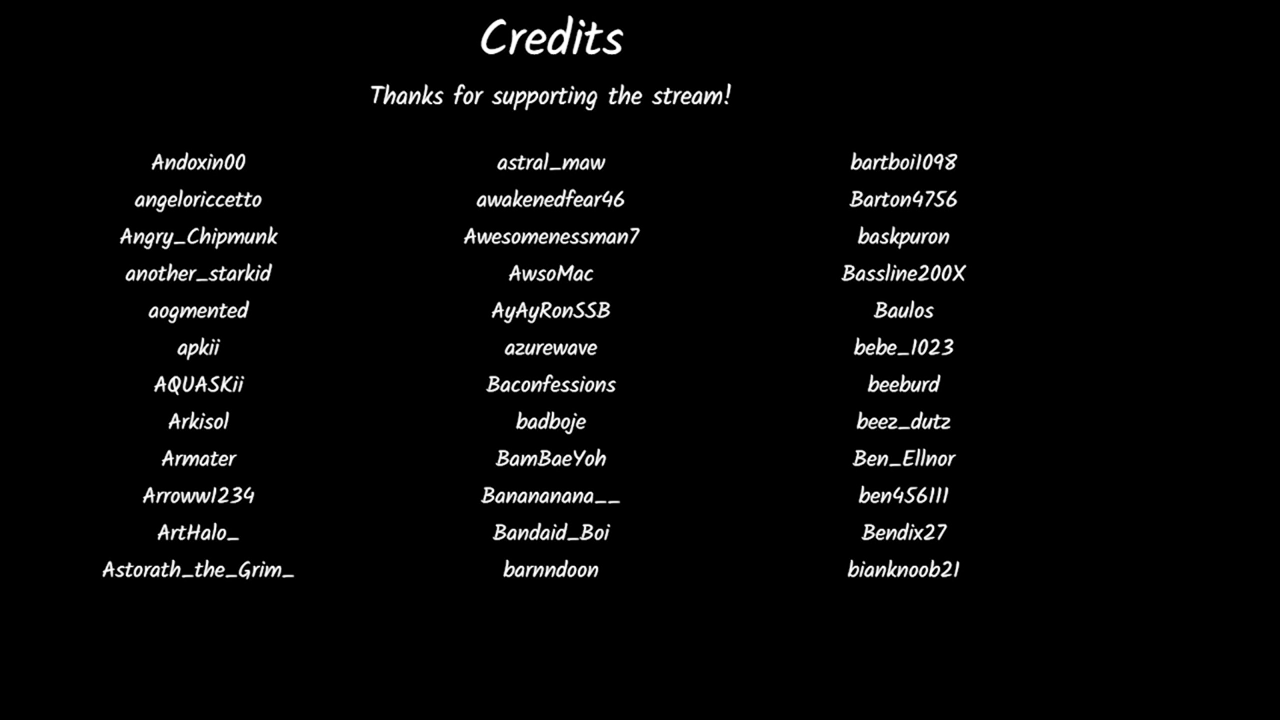 Credits
Thanks for supporting the stream!
Andoxin00
angeloriccetto
Angry_Chipmunk
another_starkid
aogmented
apkii
AQUASKii
Arkisol
Armater
Arroww1234
ArtHalo_
Astorath_the_Grim_
astral_maw
awakenedfear46
Awesomenessman7
AwsoMac
AyAyRonSSB
azurewave
Baconfessions
badboje
BamBaeYoh
Banananana__
Bandaid_Boi
barnndoon
bartboi1098
Barton4756
baskpuron
Bassline200X
Baulos
bebe_1023
beeburd
beez_dutz
Ben_Ellnor
ben456111
Bendix27
bianknoob21